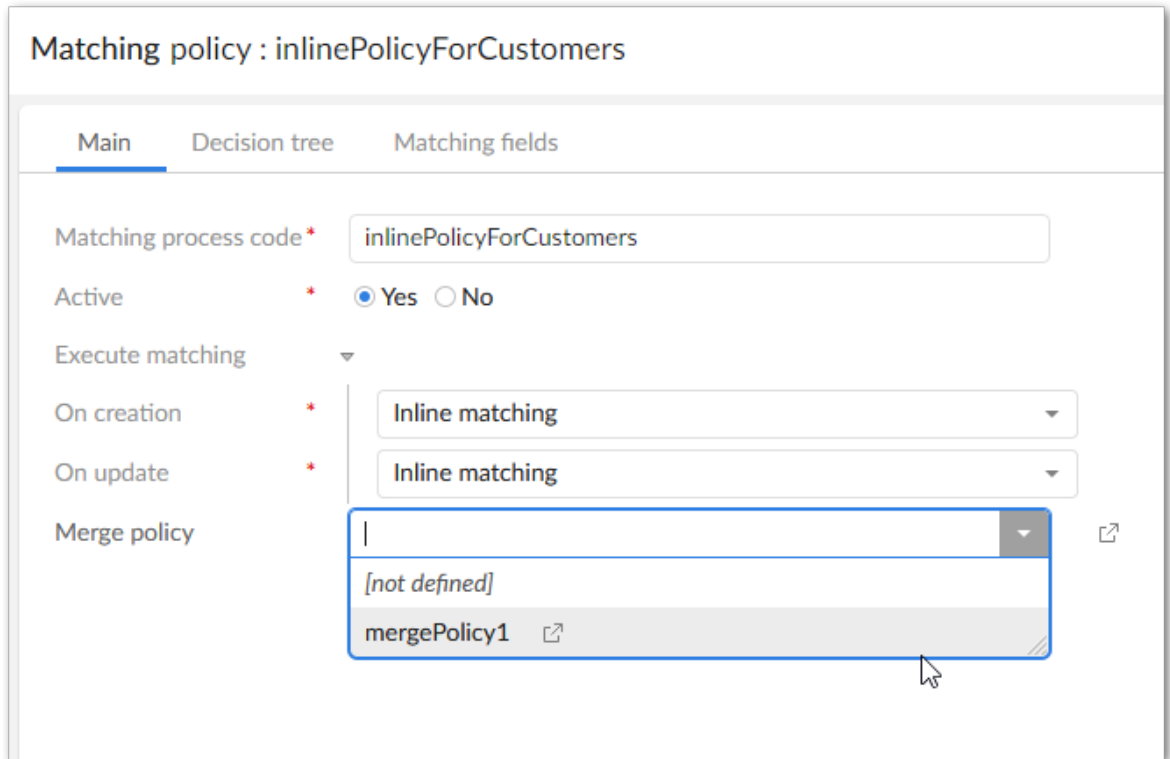 Matching policy : inlinePolicyForCustomers
Main Decision tree Matching fields
Matching process code* inlinePolicyForCustomers
Active * Yes No
Execute matching
On creation * Inline matching
On update * Inline matching
Merge policy
[not defined]
mergePolicy1